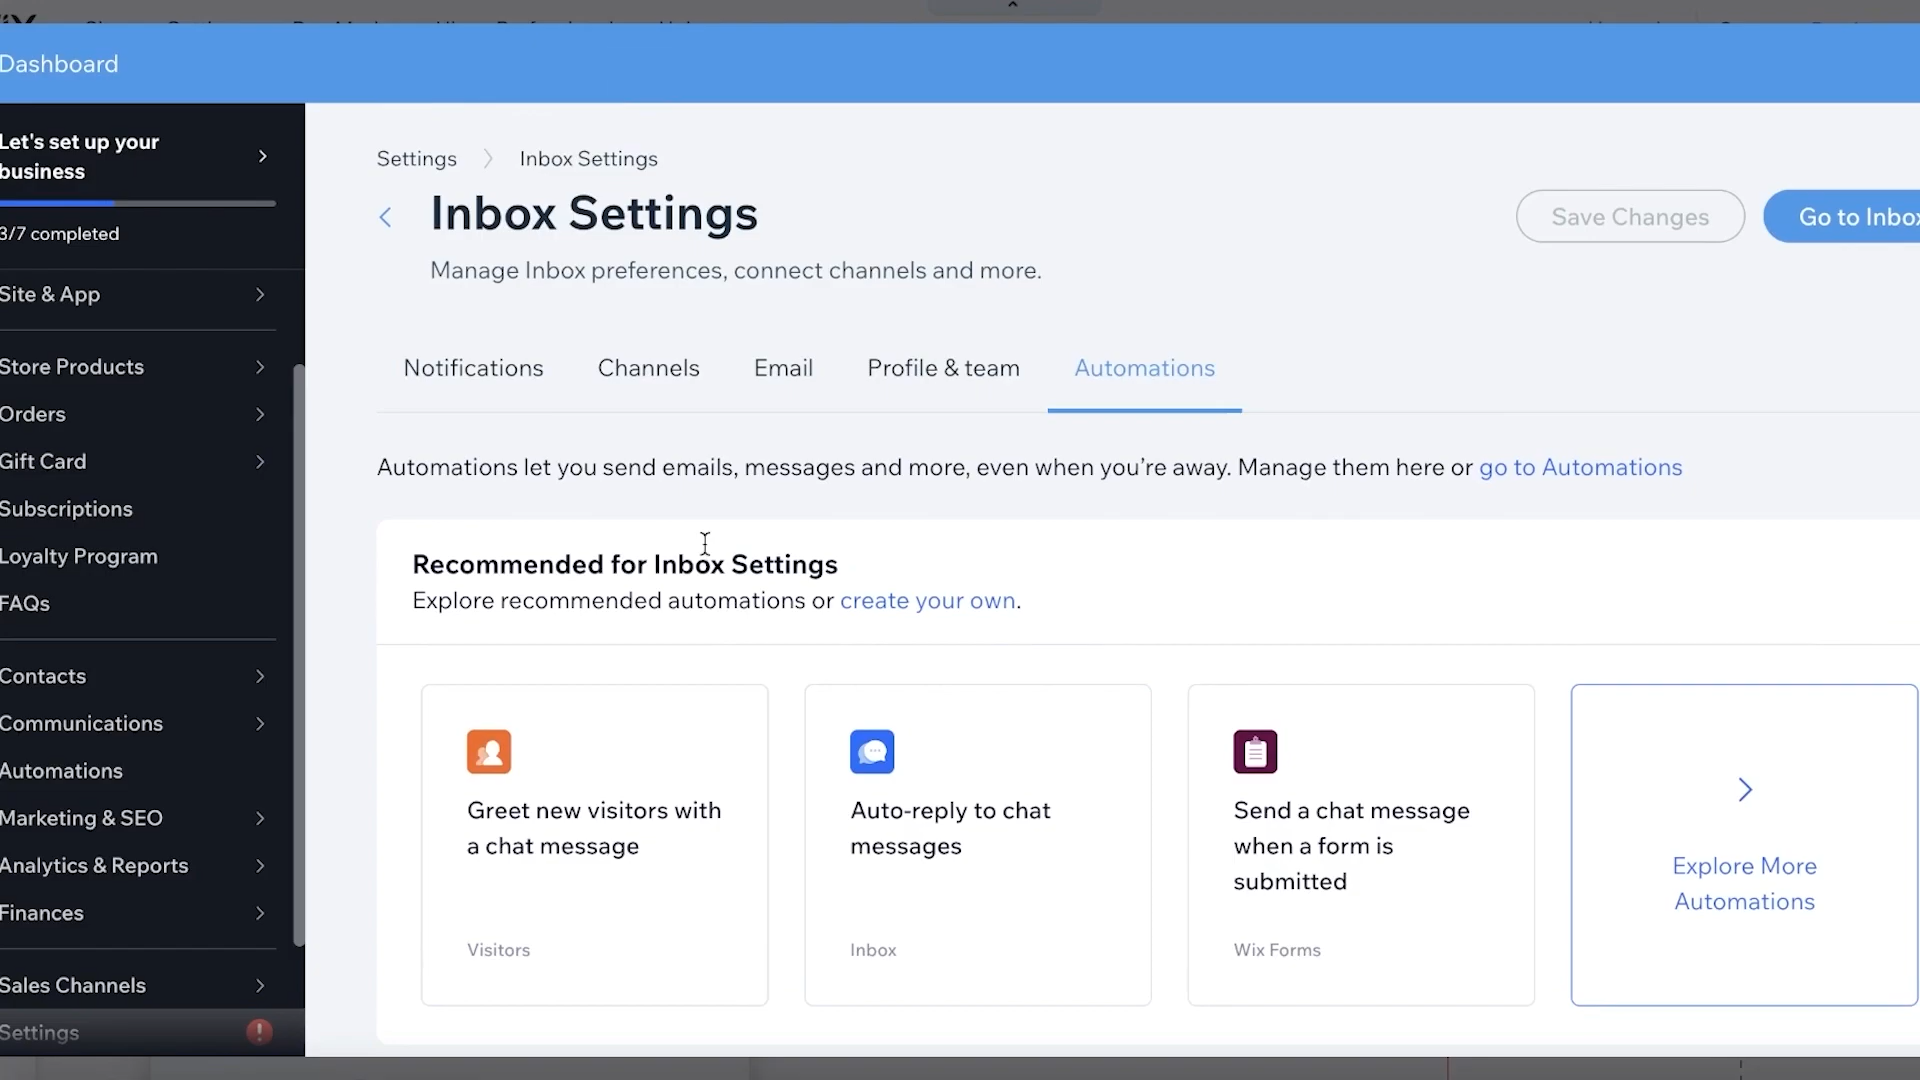 Dashboard
Let's set up your
business
3/7 completed
Site & App
Store Products
Orders
Gift Card
Subscriptions
Loyalty Program
FAQs
Contacts
Communications
Automations
Marketing & SEO
Analytics & Reports
Finances
Sales Channels
Settings
Settings
Inbox Settings
Inbox Settings
Save Changes
Go to Inbox
Manage Inbox preferences, connect channels and more.
Notifications
Channels
Email
Profile & team
Automations
Automations let you send emails, messages and more, even when you're away. Manage them here or go to Automations
Recommended for Inbox Settings
Explore recommended automations or create your own.
Greet new visitors with
a chat message
Visitors
Auto-reply to chat
messages
Inbox
Send a chat message
when a form is
submitted
Wix Forms
Explore More
Automations